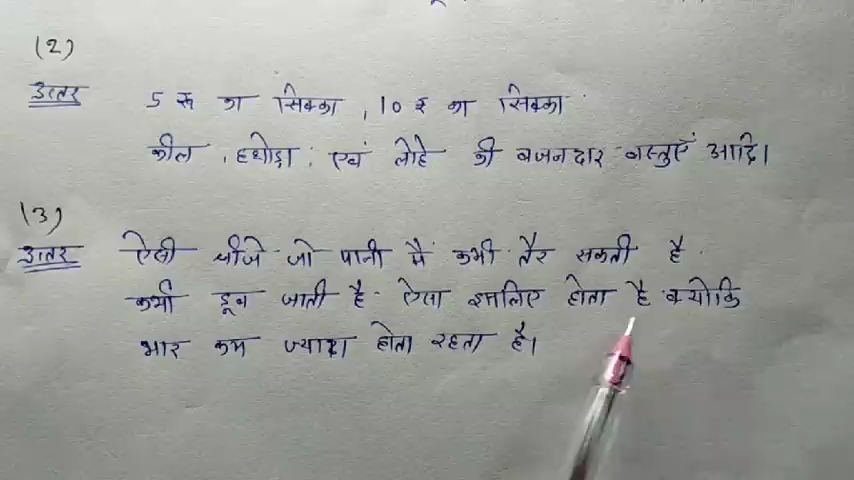 (2)
उत्तर 5 रू का सिक्का , 10 रु का सिक्का
कील , हथोड़ा , एवं लोहे की वजनदार वस्तुएँ आदि।
(3)
उत्तर ऐसी चीजे जो पानी में कभी तैर सकती है
कभी डूब जाती है ऐसा इसलिए होता है क्योकि
भार कम ज्यादा होता रहता है।